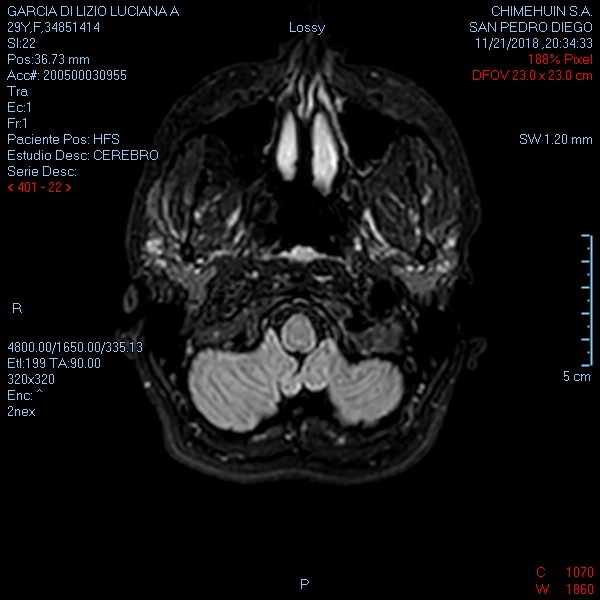 GARCIA DI LIZIO LUCIANA A
29Y,F,34851414
Sl:22
Pos:36.73 mm
Acc#: 200500030955
Tra
Ec:1
Fr:1
Paciente Pos: HFS
Estudio Desc: CEREBRO
Serie Desc:
< 401 - 22 >
Lossy
CHIMEHUIN S.A.
SAN PEDRO DIEGO
11/21/2018 ,20:34:33
188% Pixel
DFOV 23.0 x 23.0 cm
SW 1.20 mm
R
5 cm
4800.00/1650.00/335.13
Etl:199 TA:90.00
320x320
Enc: ^
2nex
P
C 1070
W 1860